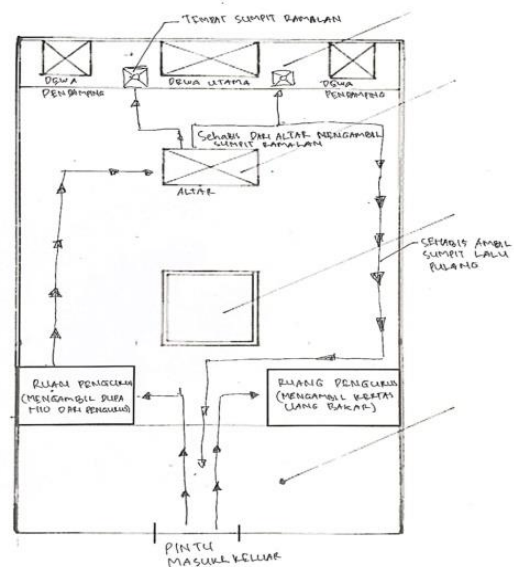 TEMPAT SUMPIT RAMALAN
DEWA
PENDAMPING
DEWA UTAMA
DEWA
PENDAMPING
SEHABIS DARI ALTAR MENGAMBIL
SUMPIT RAMALAN
ALTAR
SEHABIS AMBIL
SUMPIT LALU
PULANG
RUAN PENGURUS
(MENGAMBIL DUPA
HIO DARI PENGURUS)
RUANG PENGURUS
(MENGAMBIL KERTAS
UANG BAKAR)
PINTU
MASUK KELUAR